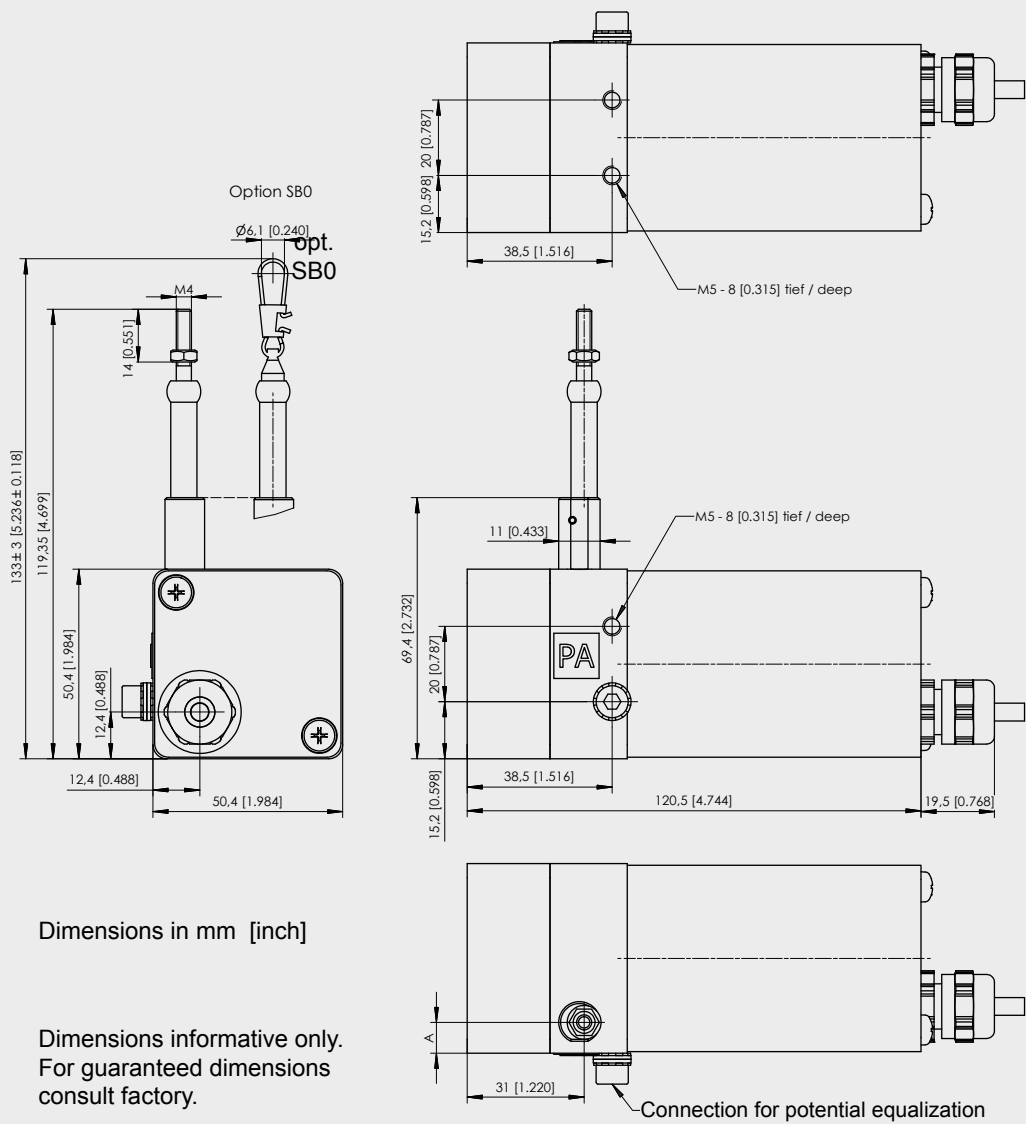 20 [0.787]
15,2 [0.598]
38,5 [1.516]
M5 - 8 [0.315] tief / deep
Option SB0
Ø6,1 [0.240]
opt.
SB0
M4
14 [0.551]
133± 3 [5.236± 0.118]
119,35 [4.699]
50,4 [1.984]
12,4 [0.488]
12,4 [0.488]
50,4 [1.984]
M5 - 8 [0.315] tief / deep
11 [0.433]
69,4 [2.732]
20 [0.787]
PA
15,2 [0.598]
38,5 [1.516]
120,5 [4.744]
19,5 [0.768]
Dimensions in mm [inch]
Dimensions informative only.
For guaranteed dimensions
consult factory.
A
31 [1.220]
Connection for potential equalization